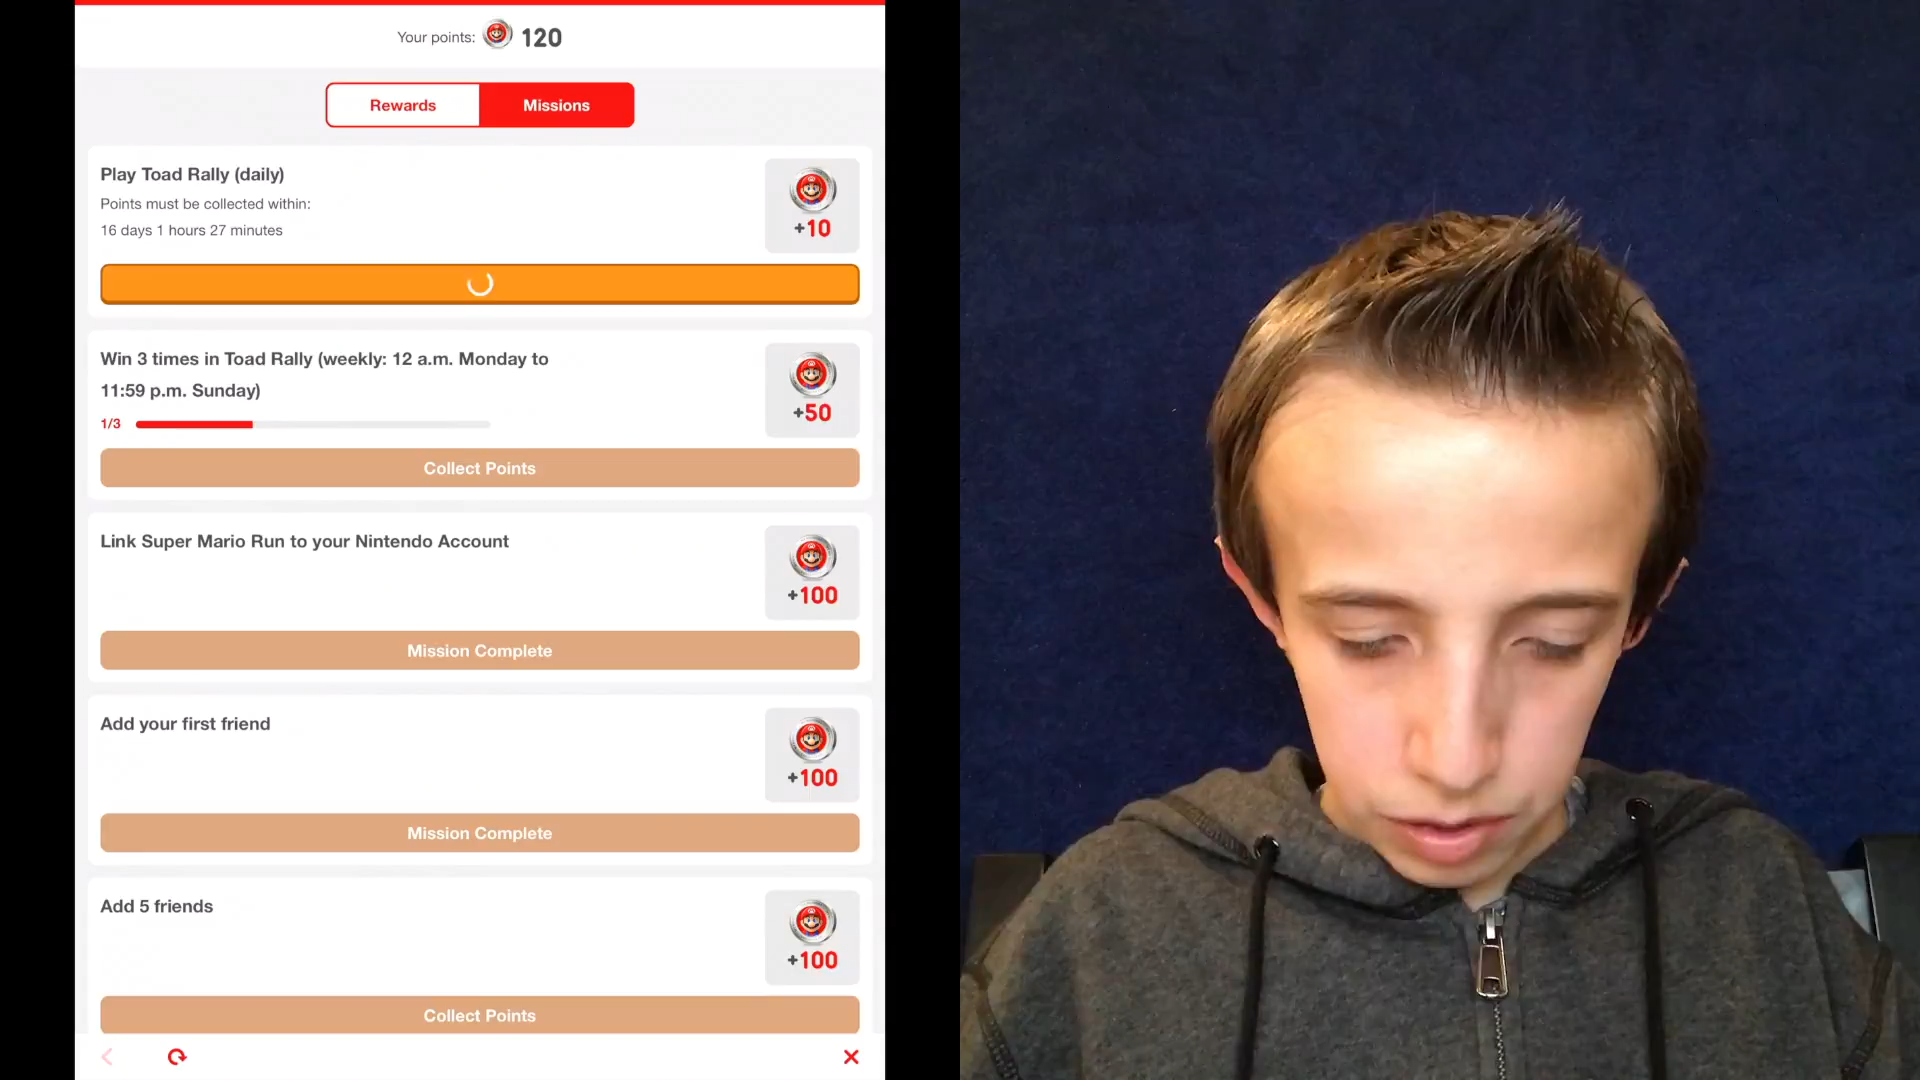 Your points: 120
Rewards
Missions
Play Toad Rally (daily)
Points must be collected within:
16 days 1 hours 27 minutes
+10
Win 3 times in Toad Rally (weekly: 12 a.m. Monday to
11:59 p.m. Sunday)
1/3
+50
Collect Points
Link Super Mario Run to your Nintendo Account
+100
Mission Complete
Add your first friend
+100
Mission Complete
Add 5 friends
+100
Collect Points